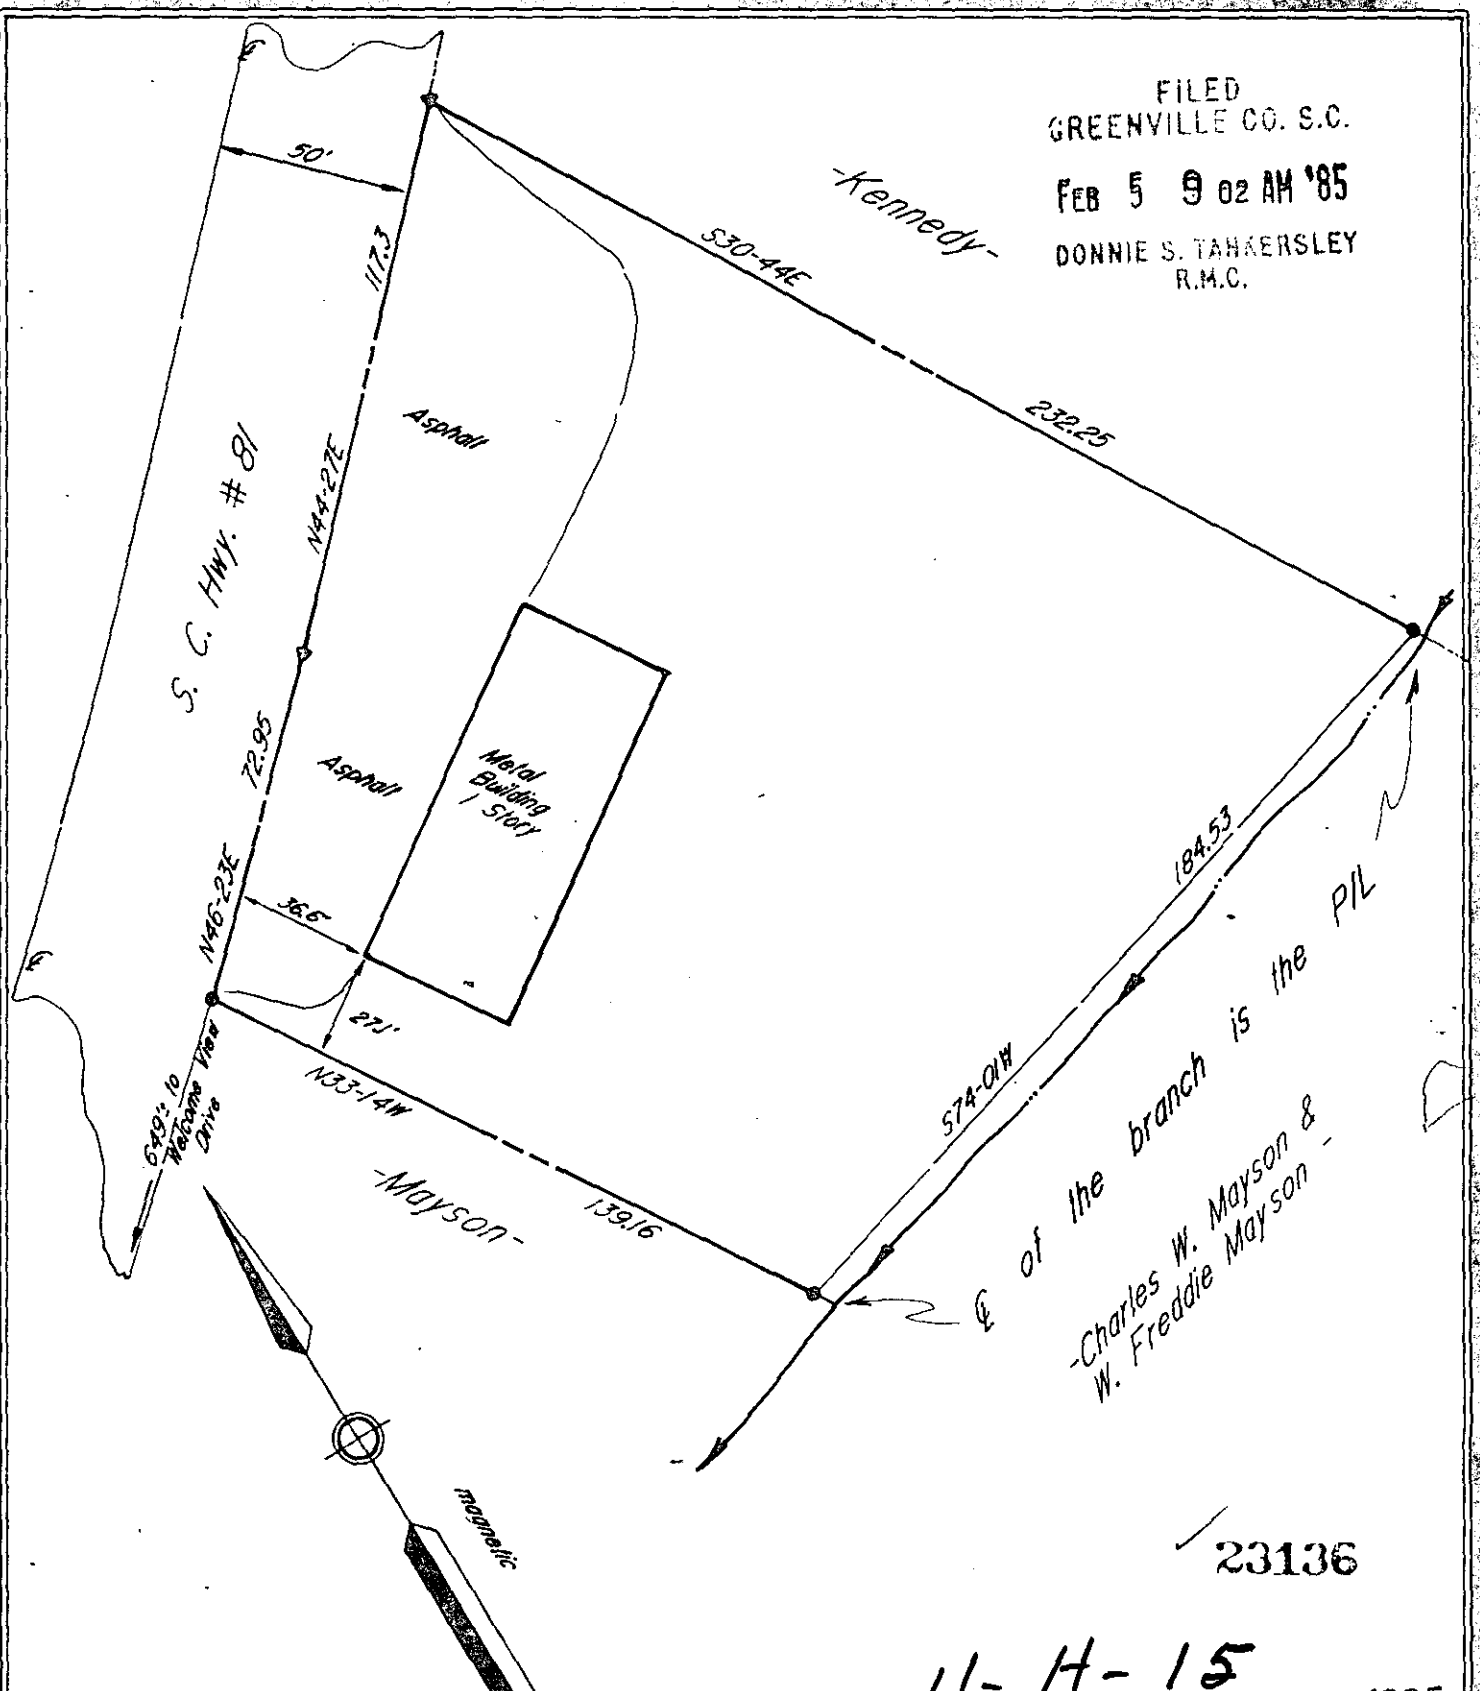 FILED
GREENVILLE CO. S.C.
FEB 5 9 02 AM '85
DONNIE S. TANKERSLEY
R.M.C.
-Kennedy-
50'
S30-44E
232.25
117.3
N44-27E
Asphalt
S. C. Hwy. # 81
72.95
N46-23E
Asphalt
Metal
Building
1 Story
36.6'
27.1'
184.53
S74-01W
N33-14W
139.16
-Mayson-
649'± to
Welcome View
Drive
℄ of the branch is the P/L
-Charles W. Mayson &
W. Freddie Mayson-
magnetic
23136
11-H-15